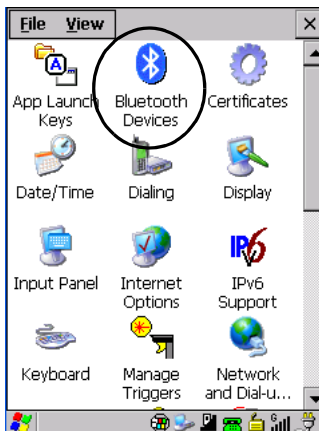 File View
App Launch Keys
Bluetooth Devices
Certificates
Date/Time
Dialing
Display
Input Panel
Internet Options
IPv6
IPv6 Support
Keyboard
Manage Triggers
Network and Dial-u...